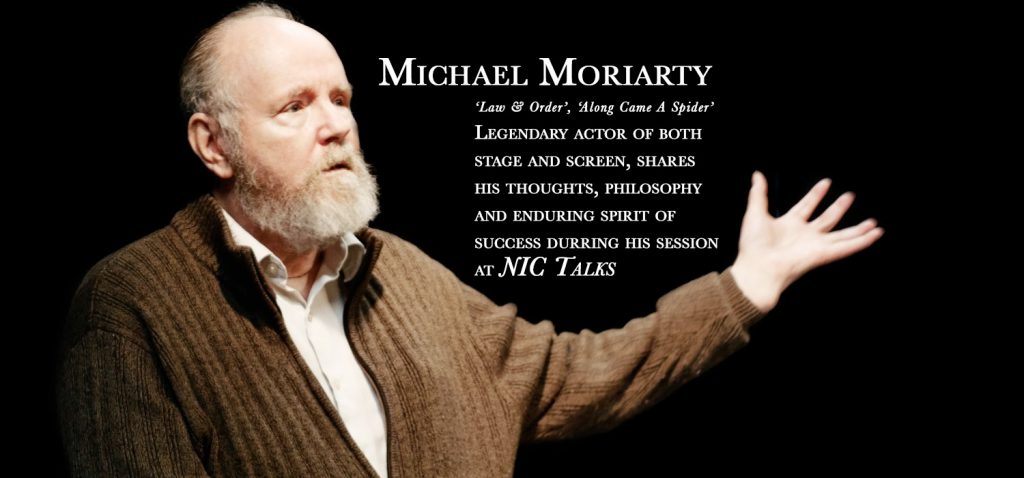 Michael Moriarty
'Law & Order', 'Along Came A Spider'
Legendary actor of both
stage and screen, shares
his thoughts, philosophy
and enduring spirit of
success durring his session
at NIC Talks